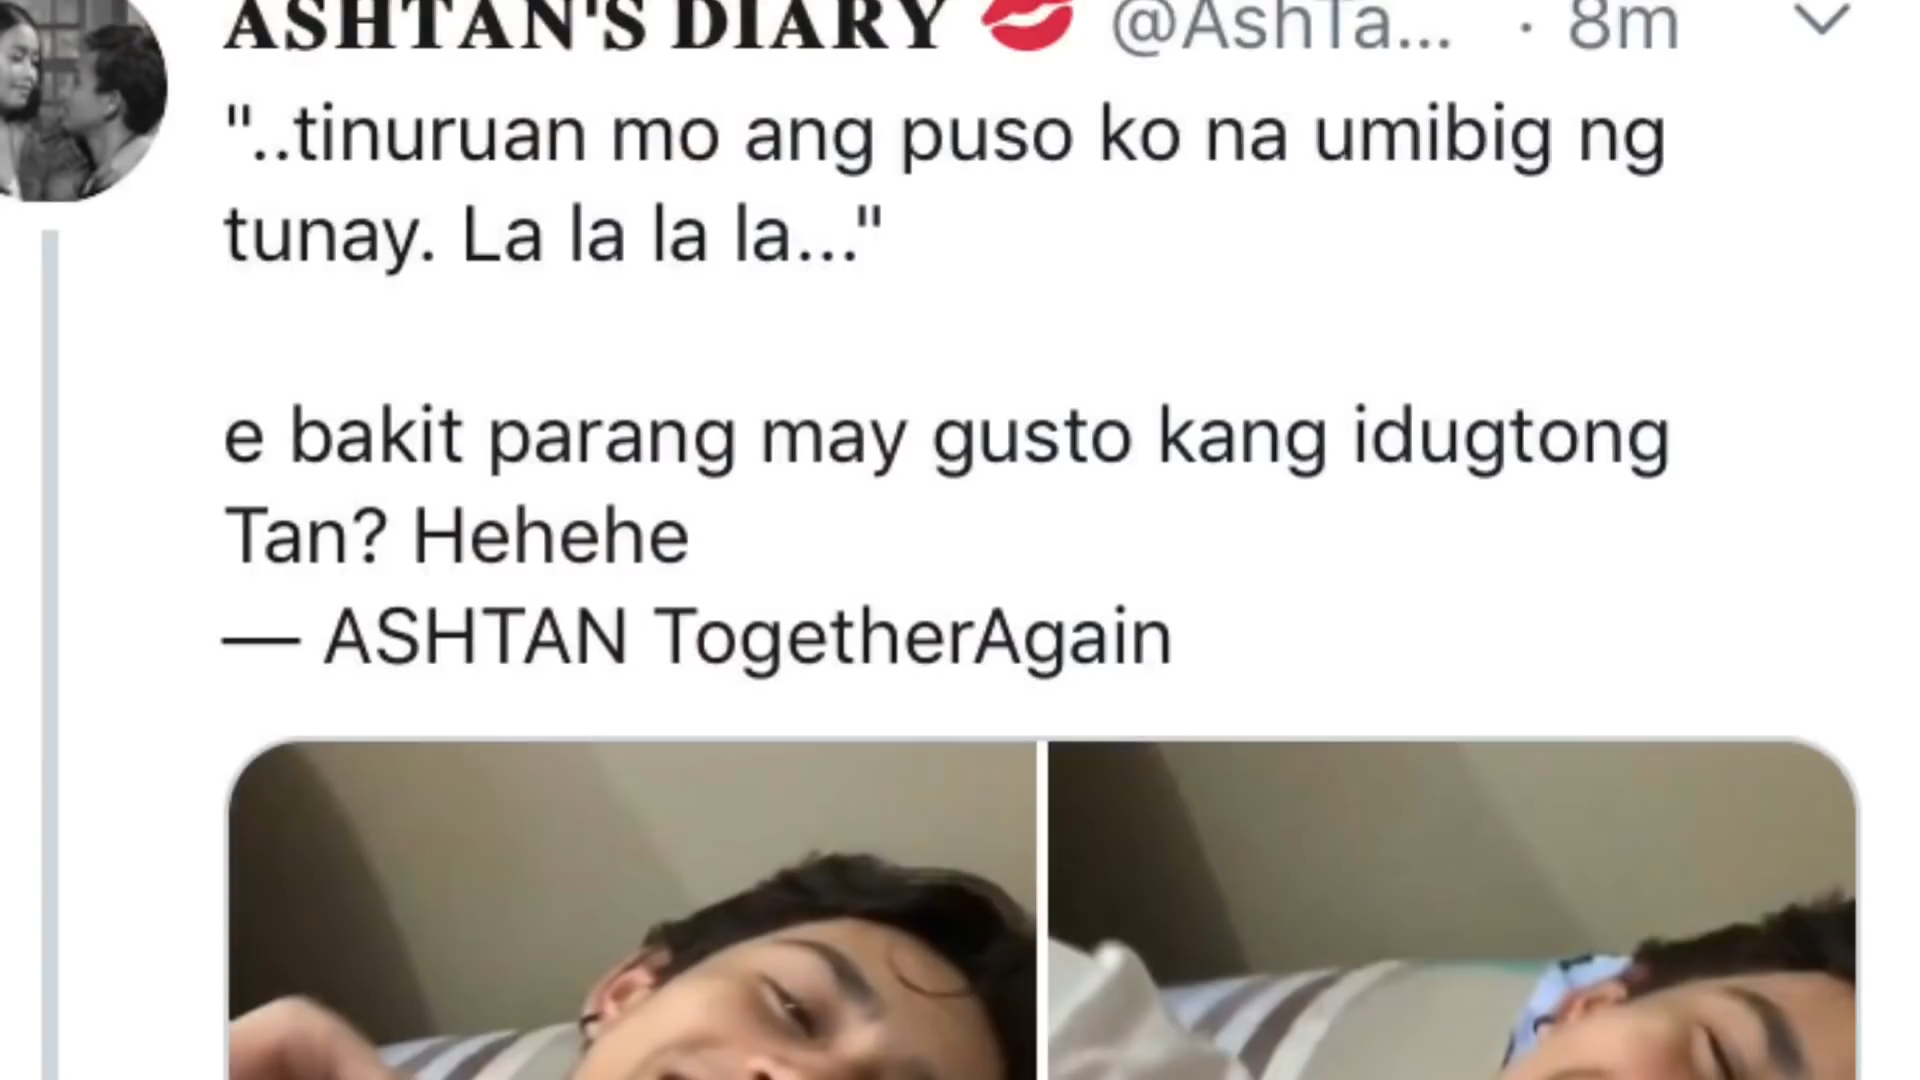 ASHTAN'S DIARY 💋 @AshTa... · 8m
"..tinuruan mo ang puso ko na umibig ng
tunay. La la la la..."
e bakit parang may gusto kang idugtong
Tan? Hehehe
— ASHTAN TogetherAgain